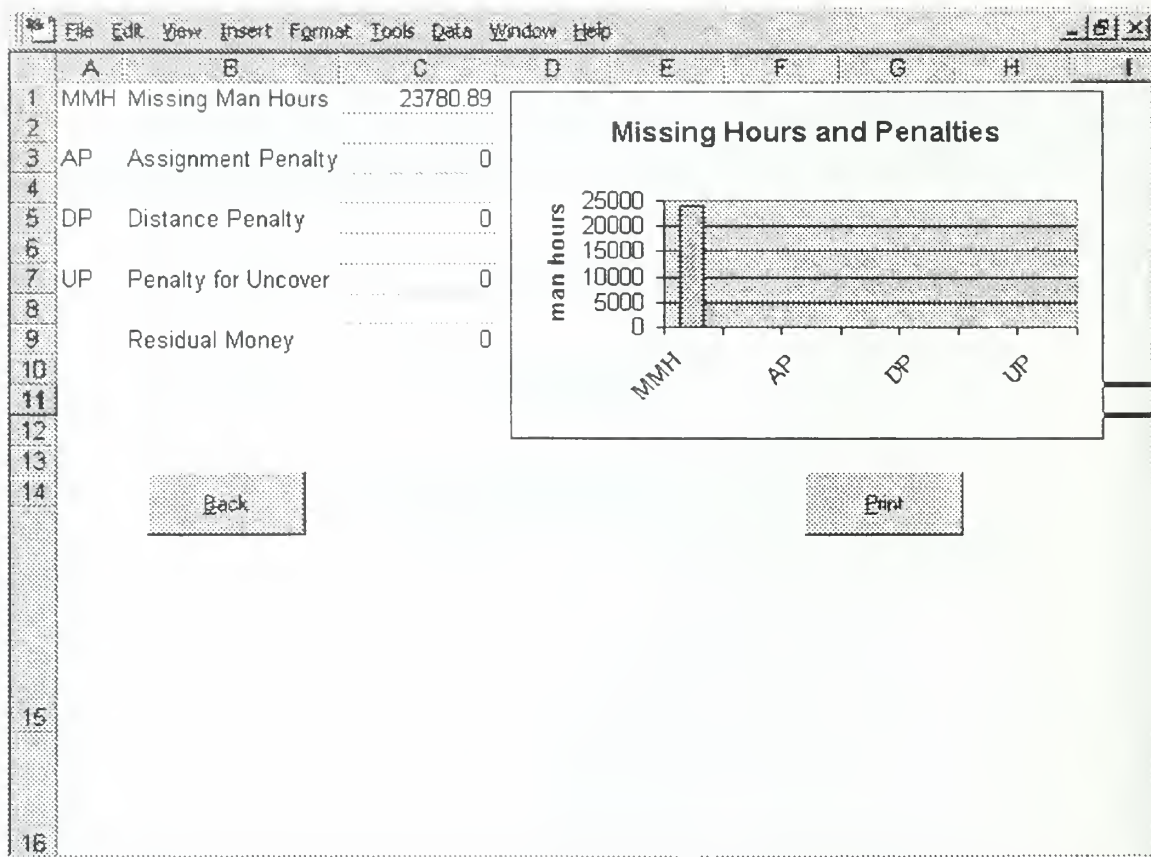 File Edit View Insert Format Tools Data Window Help
A B C D E F G H I
1 MMH Missing Man Hours 23780.89
2
3 AP Assignment Penalty 0
4
5 DP Distance Penalty 0
6
7 UP Penalty for Uncover 0
8
9 Residual Money 0
10
11
12
13
14
15
16
Missing Hours and Penalties
man hours
25000
20000
15000
10000
5000
0
MMH AP DP UP
Back Print